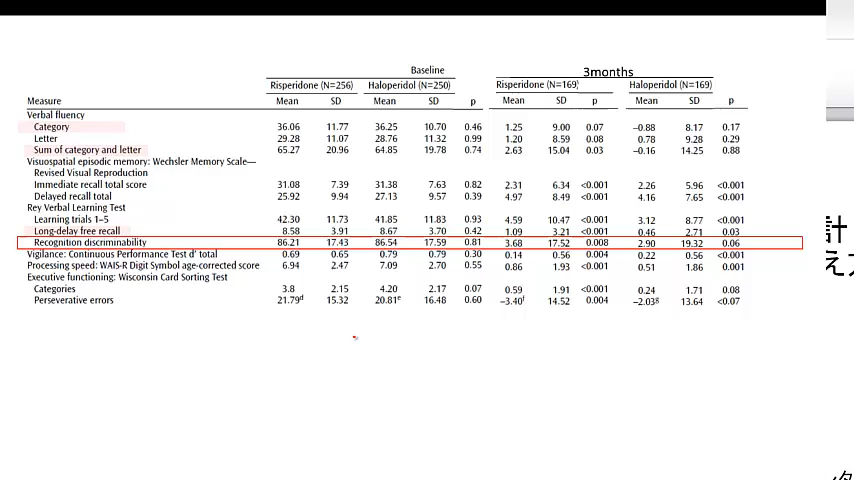 Baseline 3months
Risperidone (N=256) Haloperidol (N=250) Risperidone (N=169) Haloperidol (N=169)
Measure Mean SD Mean SD p Mean SD p Mean SD p
Verbal fluency
Category 36.06 11.77 36.25 10.70 0.46 1.25 9.00 0.07 −0.88 8.17 0.17
Letter 29.28 11.07 28.76 11.32 0.99 1.20 8.59 0.08 0.78 9.28 0.29
Sum of category and letter 65.27 20.96 64.85 19.78 0.74 2.63 15.04 0.03 −0.16 14.25 0.88
Visuospatial episodic memory: Wechsler Memory Scale—
Revised Visual Reproduction
Immediate recall total score 31.08 7.39 31.38 7.63 0.82 2.31 6.34 <0.001 2.26 5.96 <0.001
Delayed recall total 25.92 9.94 27.13 9.57 0.39 4.97 8.49 <0.001 4.16 7.65 <0.001
Rey Verbal Learning Test
Learning trials 1–5 42.30 11.73 41.85 11.83 0.93 4.59 10.47 <0.001 3.12 8.77 <0.001
Long-delay free recall 8.58 3.91 8.67 3.70 0.42 1.09 3.21 <0.001 0.46 2.71 0.03
Recognition discriminability 86.21 17.43 86.54 17.59 0.81 3.68 17.52 0.008 2.90 19.32 0.06
Vigilance: Continuous Performance Test d′ total 0.69 0.65 0.79 0.79 0.30 0.14 0.56 0.004 0.22 0.56 <0.001
Processing speed: WAIS-R Digit Symbol age-corrected score 6.94 2.47 7.09 2.70 0.55 0.86 1.93 <0.001 0.51 1.86 0.001
Executive functioning: Wisconsin Card Sorting Test
Categories 3.8 2.15 4.20 2.17 0.07 0.59 1.91 <0.001 0.24 1.71 0.08
Perseverative errors 21.79d 15.32 20.81e 16.48 0.60 −3.40f 14.52 0.004 −2.03g 13.64 <0.07
計
え